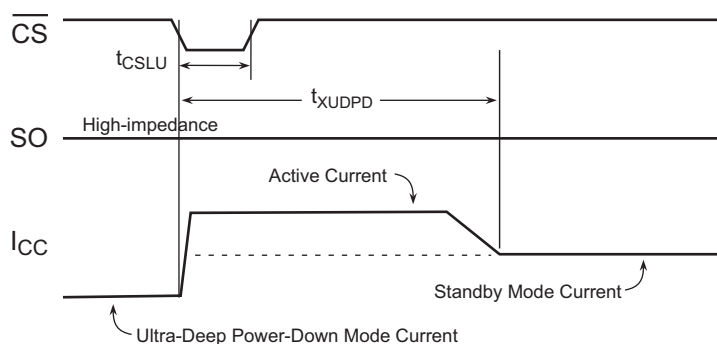 CS
tCSLU
tXUDPD
High-impedance
SO
Active Current
ICC
Standby Mode Current
Ultra-Deep Power-Down Mode Current